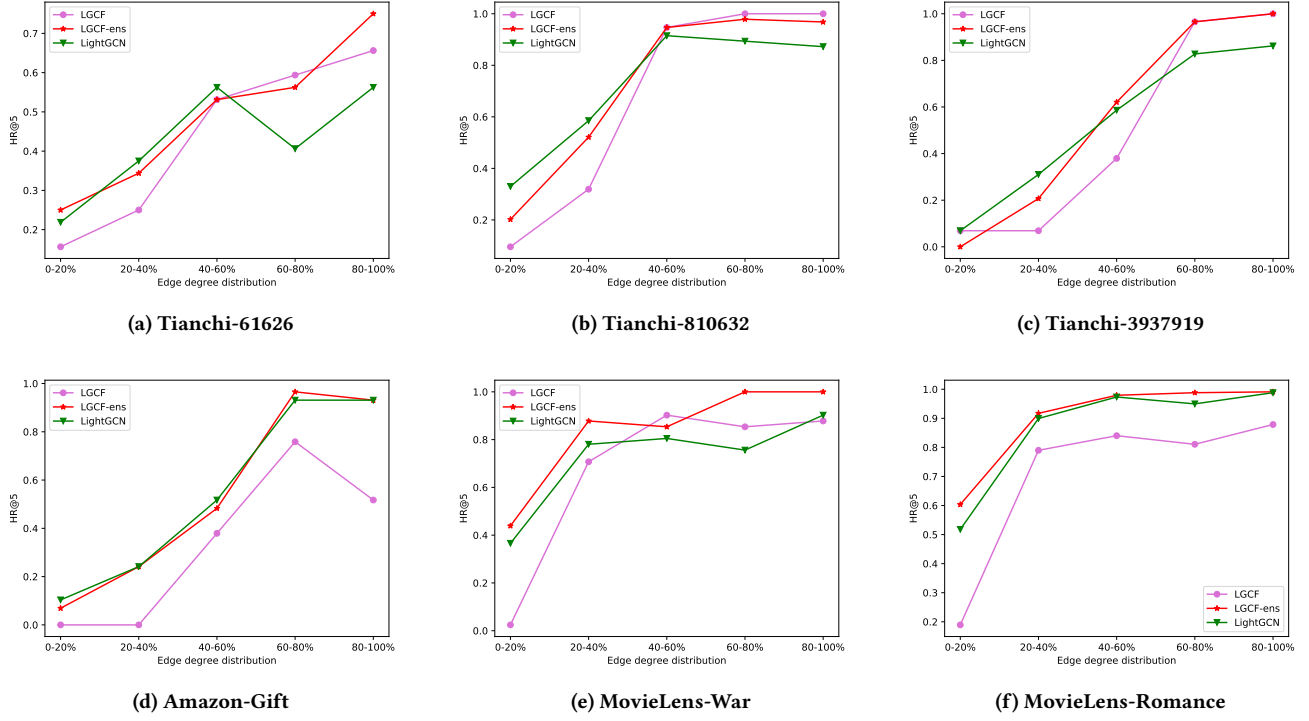 LGCF
LGCF-ens
LightGCN
HR@5
0.7
0.6
0.5
0.4
0.3
0.2
0-20% 20-40% 40-60% 60-80% 80-100%
Edge degree distribution
(a) Tianchi-61626
LGCF
LGCF-ens
LightGCN
HR@5
1.0
0.8
0.6
0.4
0.2
0-20% 20-40% 40-60% 60-80% 80-100%
Edge degree distribution
(b) Tianchi-810632
LGCF
LGCF-ens
LightGCN
HR@5
1.0
0.8
0.6
0.4
0.2
0.0
0-20% 20-40% 40-60% 60-80% 80-100%
Edge degree distribution
(c) Tianchi-3937919
LGCF
LGCF-ens
LightGCN
HR@5
1.0
0.8
0.6
0.4
0.2
0.0
0-20% 20-40% 40-60% 60-80% 80-100%
Edge degree distribution
(d) Amazon-Gift
LGCF
LGCF-ens
LightGCN
HR@5
1.0
0.8
0.6
0.4
0.2
0.0
0-20% 20-40% 40-60% 60-80% 80-100%
Edge degree distribution
(e) MovieLens-War
HR@5
1.0
0.9
0.8
0.7
0.6
0.5
0.4
0.3
0.2
LGCF
LGCF-ens
LightGCN
0-20% 20-40% 40-60% 60-80% 80-100%
Edge degree distribution
(f) MovieLens-Romance